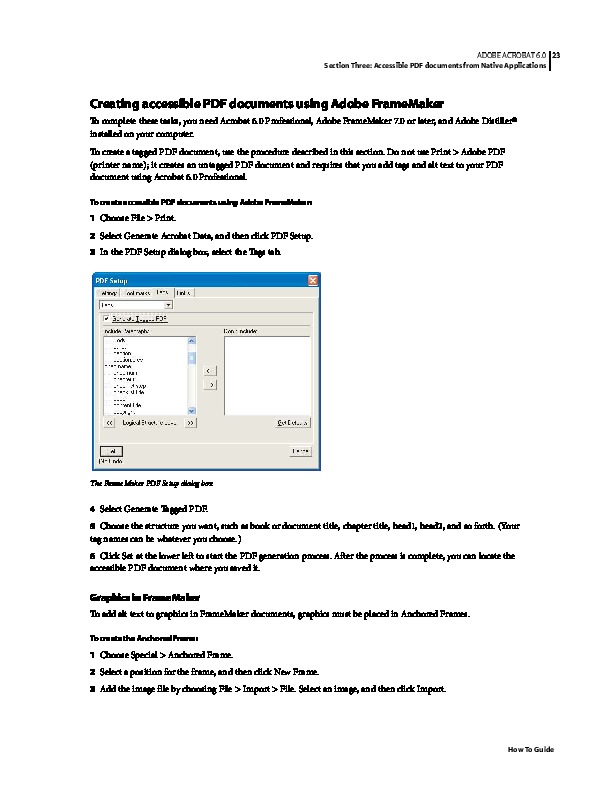 ADOBE ACROBAT 6.0 23
Section Three: Accessible PDF documents from Native Applications
Creating accessible PDF documents using Adobe FrameMaker
To complete these tasks, you need Acrobat 6.0 Professional, Adobe FrameMaker 7.0 or later, and Adobe Distiller®
installed on your computer.
To create a tagged PDF document, use the procedure described in this section. Do not use Print > Adobe PDF
(printer name); it creates an untagged PDF document and requires that you add tags and alt text to your PDF
document using Acrobat 6.0 Professional.
To create accessible PDF documents using Adobe FrameMaker:
1 Choose File > Print.
2 Select Generate Acrobat Data, and then click PDF Setup.
3 In the PDF Setup dialog box, select the Tags tab.
PDF Setup
Settings Bookmarks Tags Links
Tags
Generate Tagged PDF
Include Paragraphs: Don't Include:
body
section
chap name
checklist title
Logical Structure Level
Set Defaults
Set Cancel
(No Undo)
The FrameMaker PDF Setup dialog box
4 Select Generate Tagged PDF.
5 Choose the structure you want, such as book or document title, chapter title, head1, head2, and so forth. (Your
tag names can be whatever you choose.)
6 Click Set at the lower left to start the PDF generation process. After the process is complete, you can locate the
accessible PDF document where you saved it.
Graphics in FrameMaker
To add alt text to graphics in FrameMaker documents, graphics must be placed in Anchored Frames.
To create the Anchored Frame:
1 Choose Special > Anchored Frame.
2 Select a position for the frame, and then click New Frame.
3 Add the image file by choosing File > Import > File. Select an image, and then click Import.
How To Guide